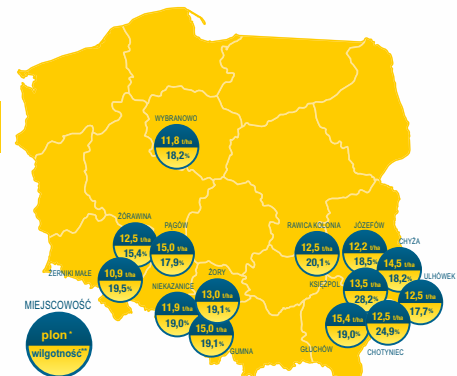 WYBRANOWO
11,8 t/ha
18,2%
ŻÓRAWINA
12,5 t/ha
15,4%
PAGÓW
15,0 t/ha
17,9%
ŻERNIKI MAŁE
10,9 t/ha
19,5%
NIEKAZANICE
11,9 t/ha
19,0%
ŻORY
13,0 t/ha
19,1%
15,0 t/ha
19,1%
GUMNA
RAWICA KOLONIA
12,5 t/ha
20,1%
JÓZEFÓW
12,2 t/ha
18,5%
CHYŻA
14,5 t/ha
18,2%
ULHÓWEK
12,5 t/ha
17,7%
KSIĘŻPOL
13,5 t/ha
28,2%
15,4 t/ha
19,0%
GŁUCHÓW
12,5 t/ha
24,9%
CHOTYNIEC
MIEJSCOWOŚĆ
plon*
wilgotność**